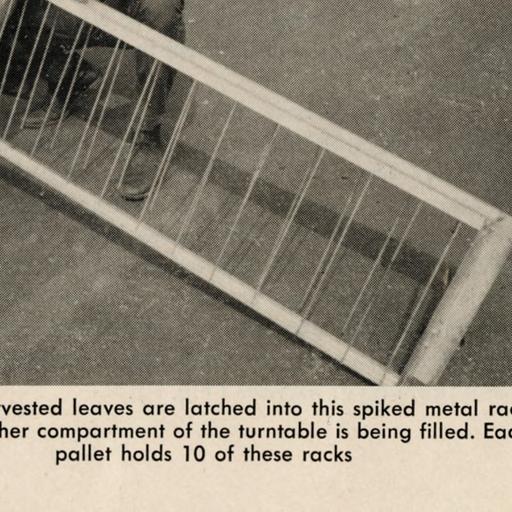 vested leaves are latched into this spiked metal rac
her compartment of the turntable is being filled. Eac
pallet holds 10 of these racks